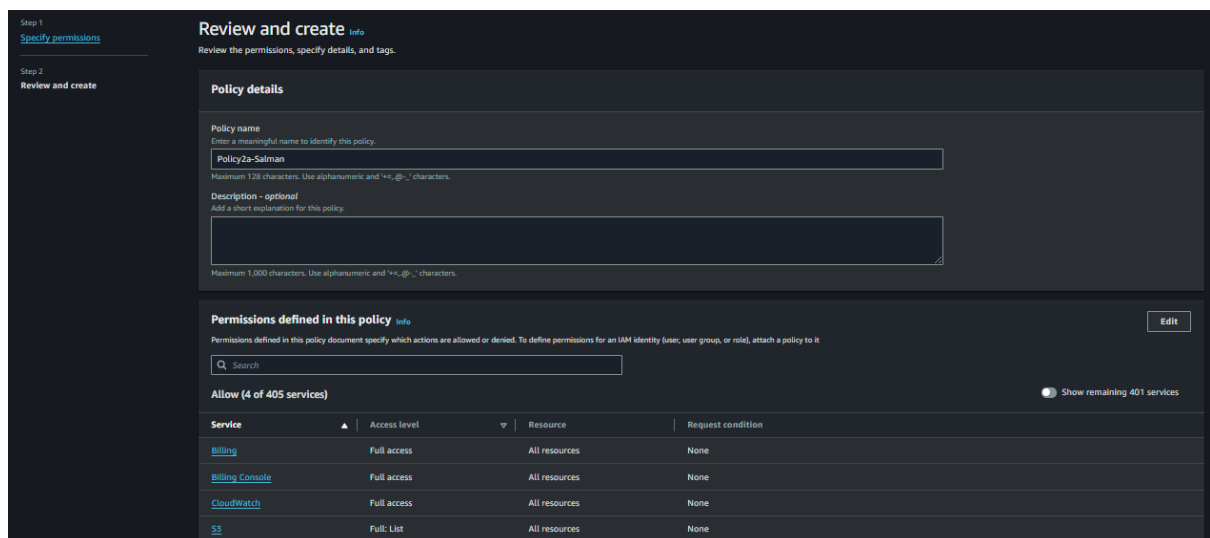 Step 1
Specify permissions
Step 2
Review and create
Review and create Info
Review the permissions, specify details, and tags.
Policy details
Policy name
Enter a meaningful name to identify this policy.
Policy2a-Salman
Maximum 128 characters. Use alphanumeric and '+=,.@-_' characters.
Description - optional
Add a short explanation for this policy.
Maximum 1,000 characters. Use alphanumeric and '+=,.@-_' characters.
Permissions defined in this policy Info
Edit
Permissions defined in this policy document specify which actions are allowed or denied. To define permissions for an IAM identity (user, user group, or role), attach a policy to it
Search
Allow (4 of 405 services)
Show remaining 401 services
Service Access level Resource Request condition
Billing Full access All resources None
Billing Console Full access All resources None
CloudWatch Full access All resources None
S3 Full: List All resources None